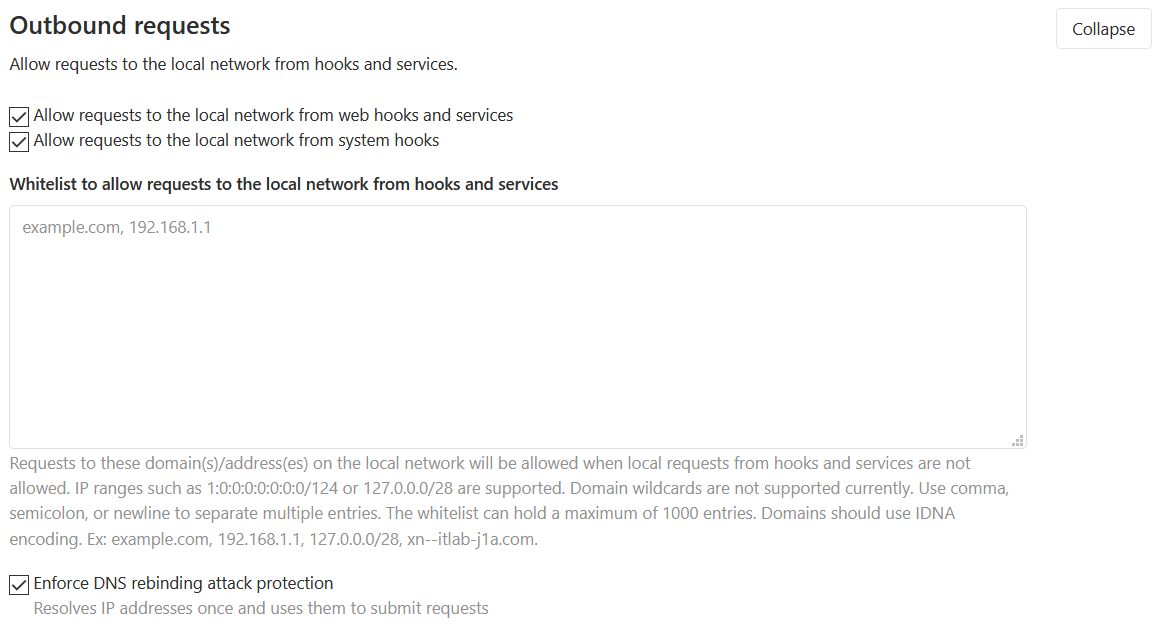 Outbound requests
Collapse
Allow requests to the local network from hooks and services.
Allow requests to the local network from web hooks and services
Allow requests to the local network from system hooks
Whitelist to allow requests to the local network from hooks and services
example.com, 192.168.1.1
Requests to these domain(s)/address(es) on the local network will be allowed when local requests from hooks and services are not
allowed. IP ranges such as 1:0:0:0:0:0:0:0/124 or 127.0.0.0/28 are supported. Domain wildcards are not supported currently. Use comma,
semicolon, or newline to separate multiple entries. The whitelist can hold a maximum of 1000 entries. Domains should use IDNA
encoding. Ex: example.com, 192.168.1.1, 127.0.0.0/28, xn--itlab-j1a.com.
Enforce DNS rebinding attack protection
Resolves IP addresses once and uses them to submit requests